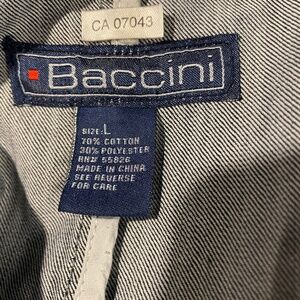 CA 07043
Baccini
SIZE: L
70% COTTON
30% POLYESTER
RN# 55826
MADE IN CHINA
SEE REVERSE
FOR CARE